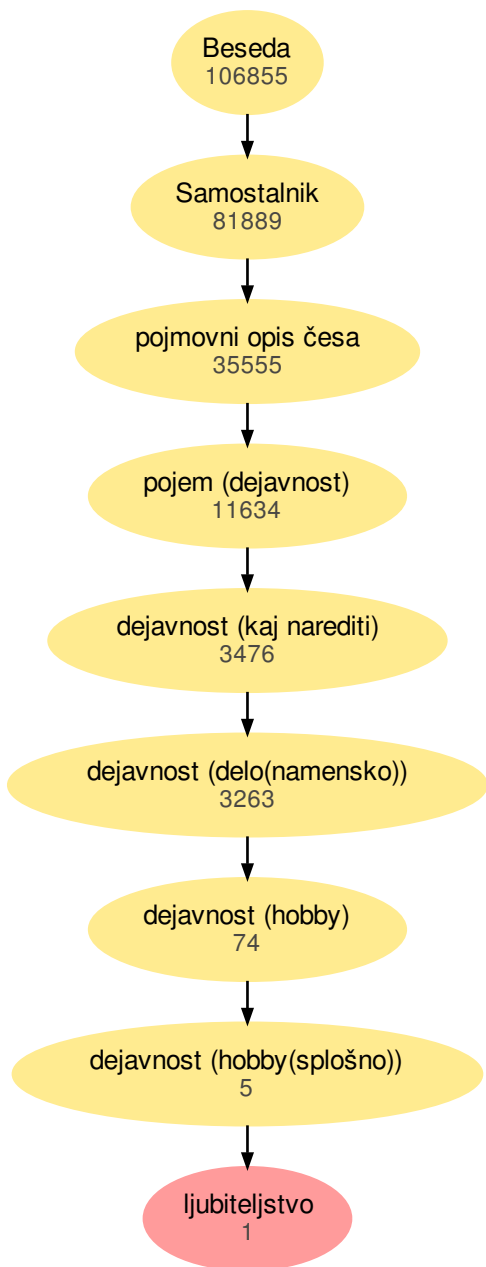 Beseda
106855
Samostalnik
81889
pojmovni opis česa
35555
pojem (dejavnost)
11634
dejavnost (kaj narediti)
3476
dejavnost (delo(namensko))
3263
dejavnost (hobby)
74
dejavnost (hobby(splošno))
5
ljubiteljstvo
1